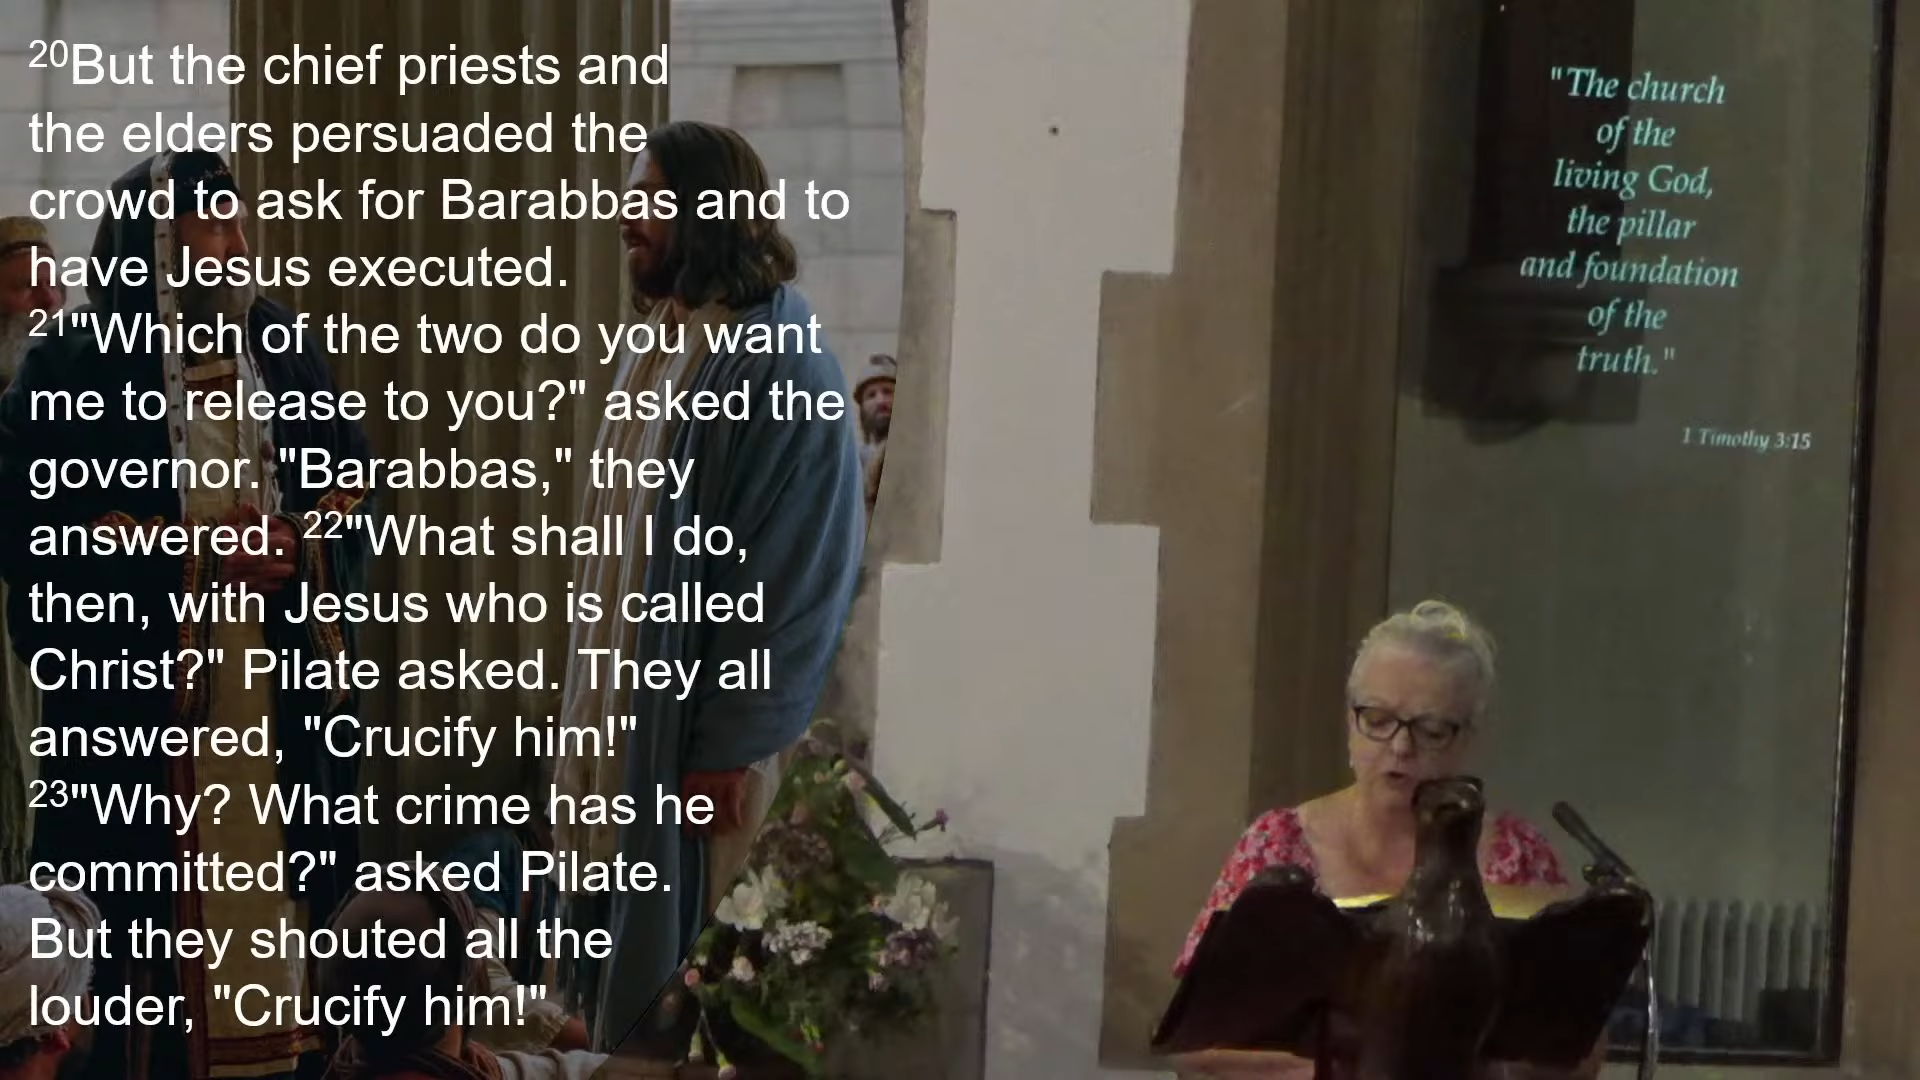 20But the chief priests and
the elders persuaded the
crowd to ask for Barabbas and to
have Jesus executed.
21"Which of the two do you want
me to release to you?" asked the
governor. "Barabbas," they
answered. 22"What shall I do,
then, with Jesus who is called
Christ?" Pilate asked. They all
answered, "Crucify him!"
23"Why? What crime has he
committed?" asked Pilate.
But they shouted all the
louder, "Crucify him!"
"The church
of the
living God,
the pillar
and foundation
of the
truth."
1 Timothy 3:15